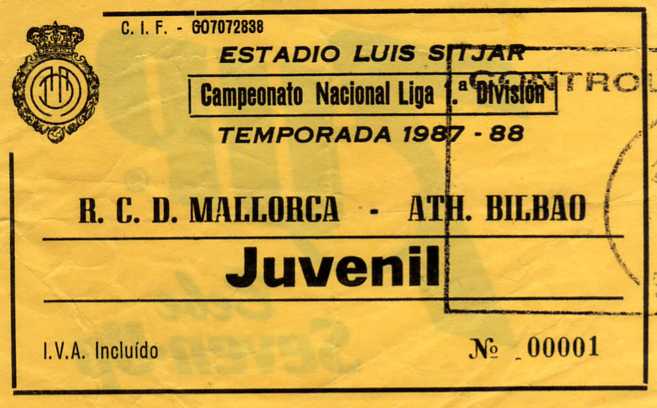 C. I. F. - G07072838
ESTADIO LUIS SITJAR
Campeonato Nacional Liga 1.ª División
CONTROL
TEMPORADA 1987 - 88
R. C. D. MALLORCA - ATH. BILBAO
Juvenil
I.V.A. Incluído
Nº 00001